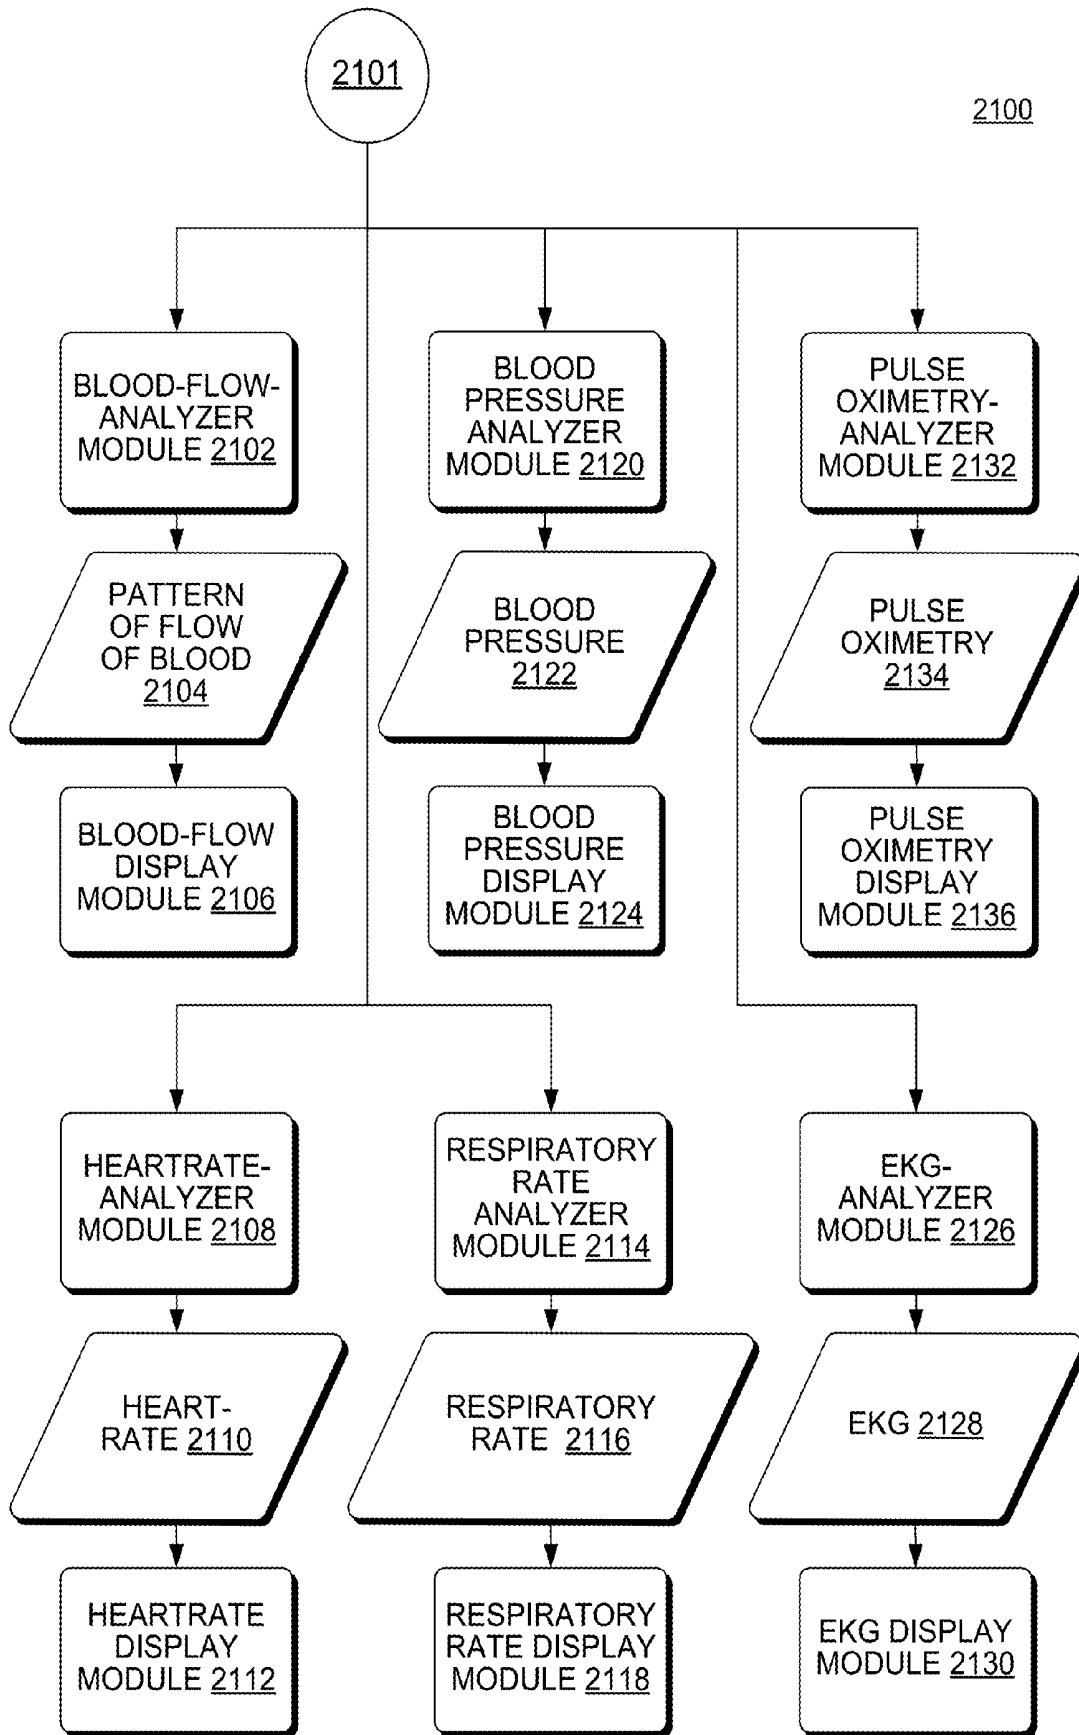 2101
2100
BLOOD-FLOW-
ANALYZER
MODULE 2102
BLOOD
PRESSURE
ANALYZER
MODULE 2120
PULSE
OXIMETRY-
ANALYZER
MODULE 2132
PATTERN
OF FLOW
OF BLOOD
2104
BLOOD
PRESSURE
2122
PULSE
OXIMETRY
2134
BLOOD-FLOW
DISPLAY
MODULE 2106
BLOOD
PRESSURE
DISPLAY
MODULE 2124
PULSE
OXIMETRY
DISPLAY
MODULE 2136
HEARTRATE-
ANALYZER
MODULE 2108
RESPIRATORY
RATE
ANALYZER
MODULE 2114
EKG-
ANALYZER
MODULE 2126
HEART-
RATE 2110
RESPIRATORY
RATE 2116
EKG 2128
HEARTRATE
DISPLAY
MODULE 2112
RESPIRATORY
RATE DISPLAY
MODULE 2118
EKG DISPLAY
MODULE 2130